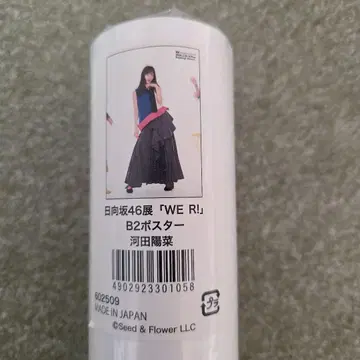 日向坂46展「WE R!」
B2ポスター
河田陽菜
4902923301058
602509
MADE IN JAPAN
©Seed & Flower LLC